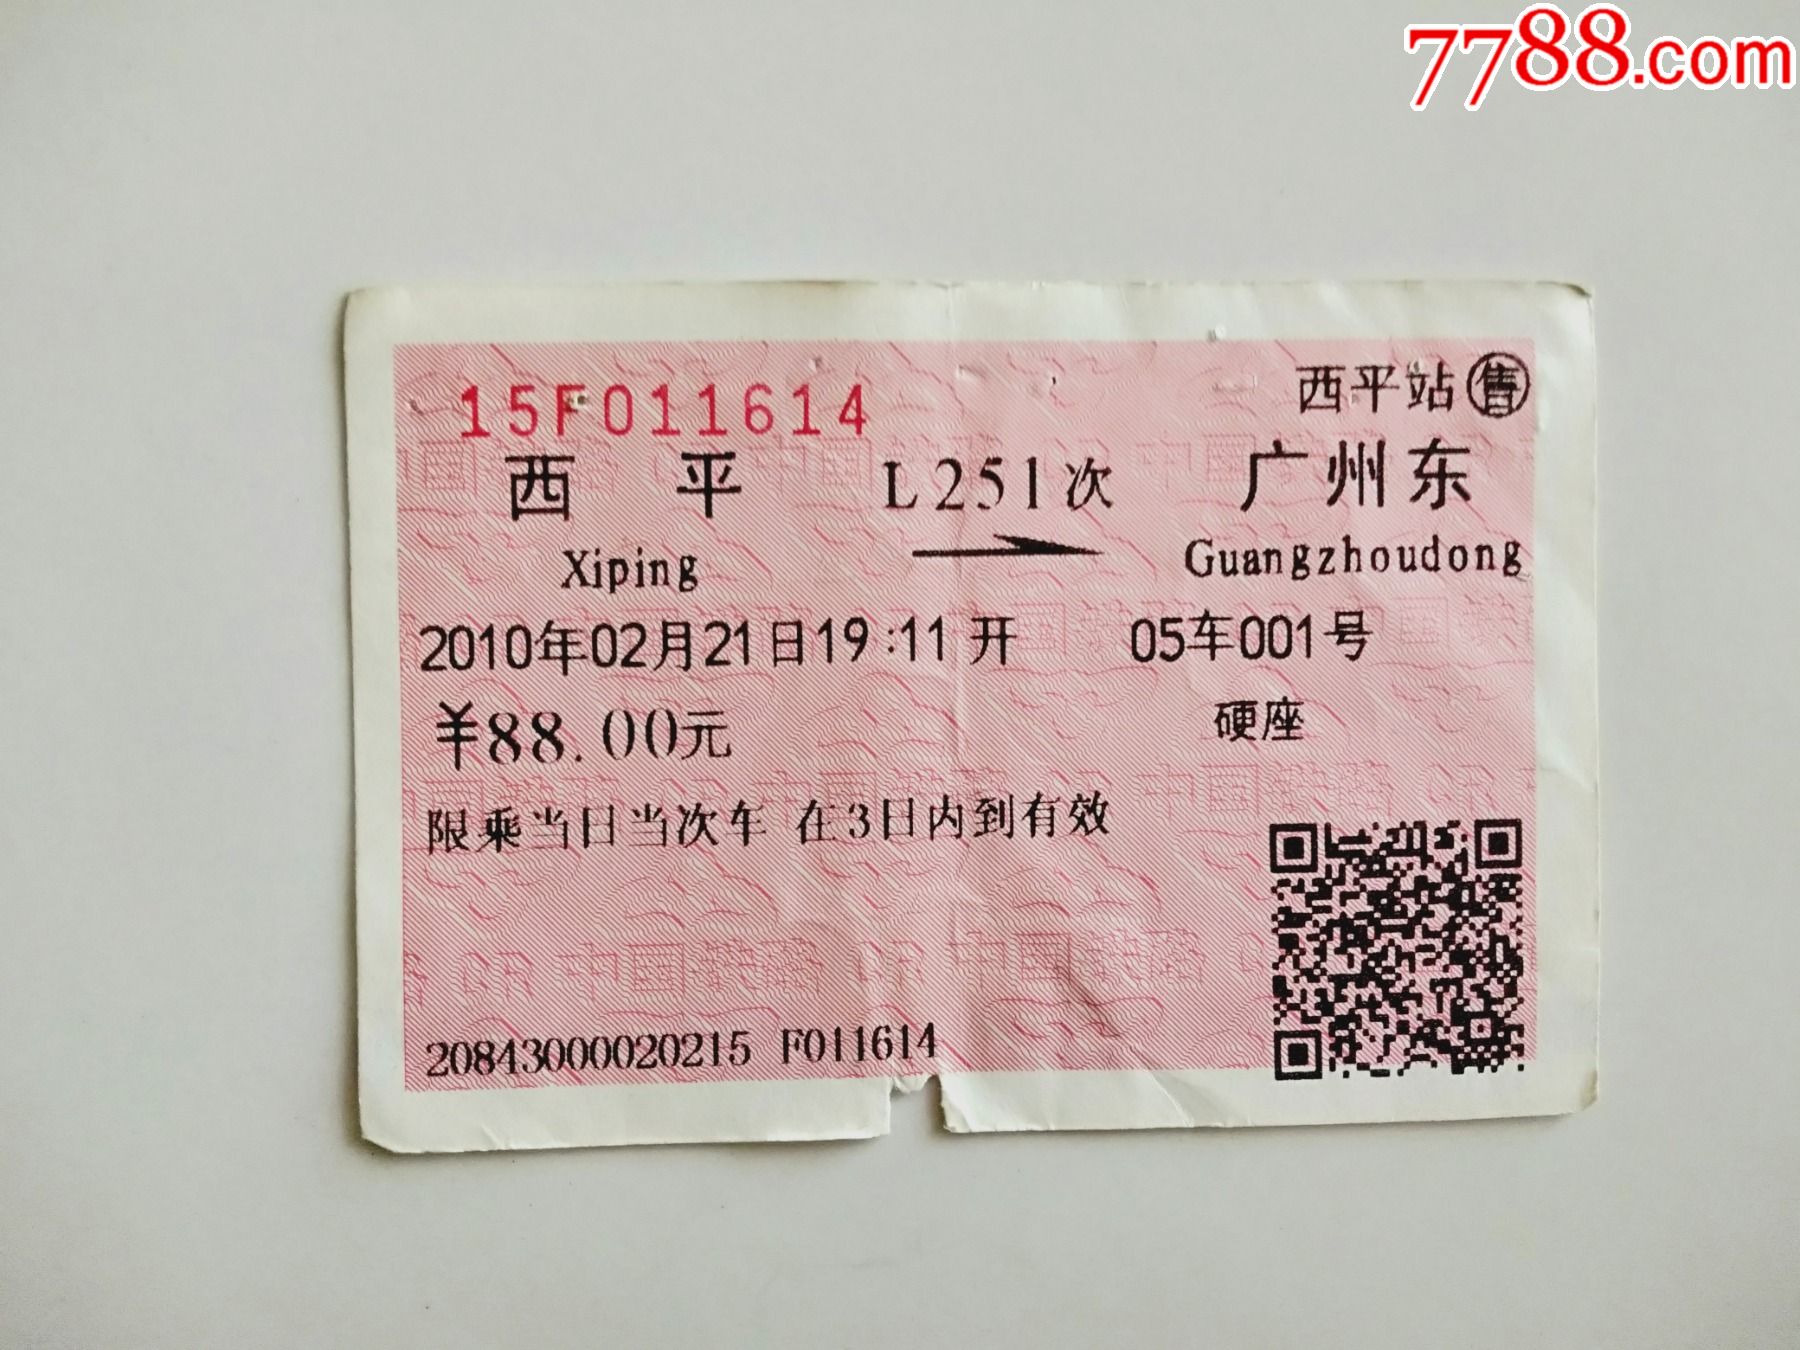 7788.com
15F011614
西平站售
西平 L251次 广州东
Xiping Guangzhoudong
2010年02月21日19:11开 05车001号
¥88.00元 硬座
限乘当日当次车 在3日内到有效
20843000020215 F011614